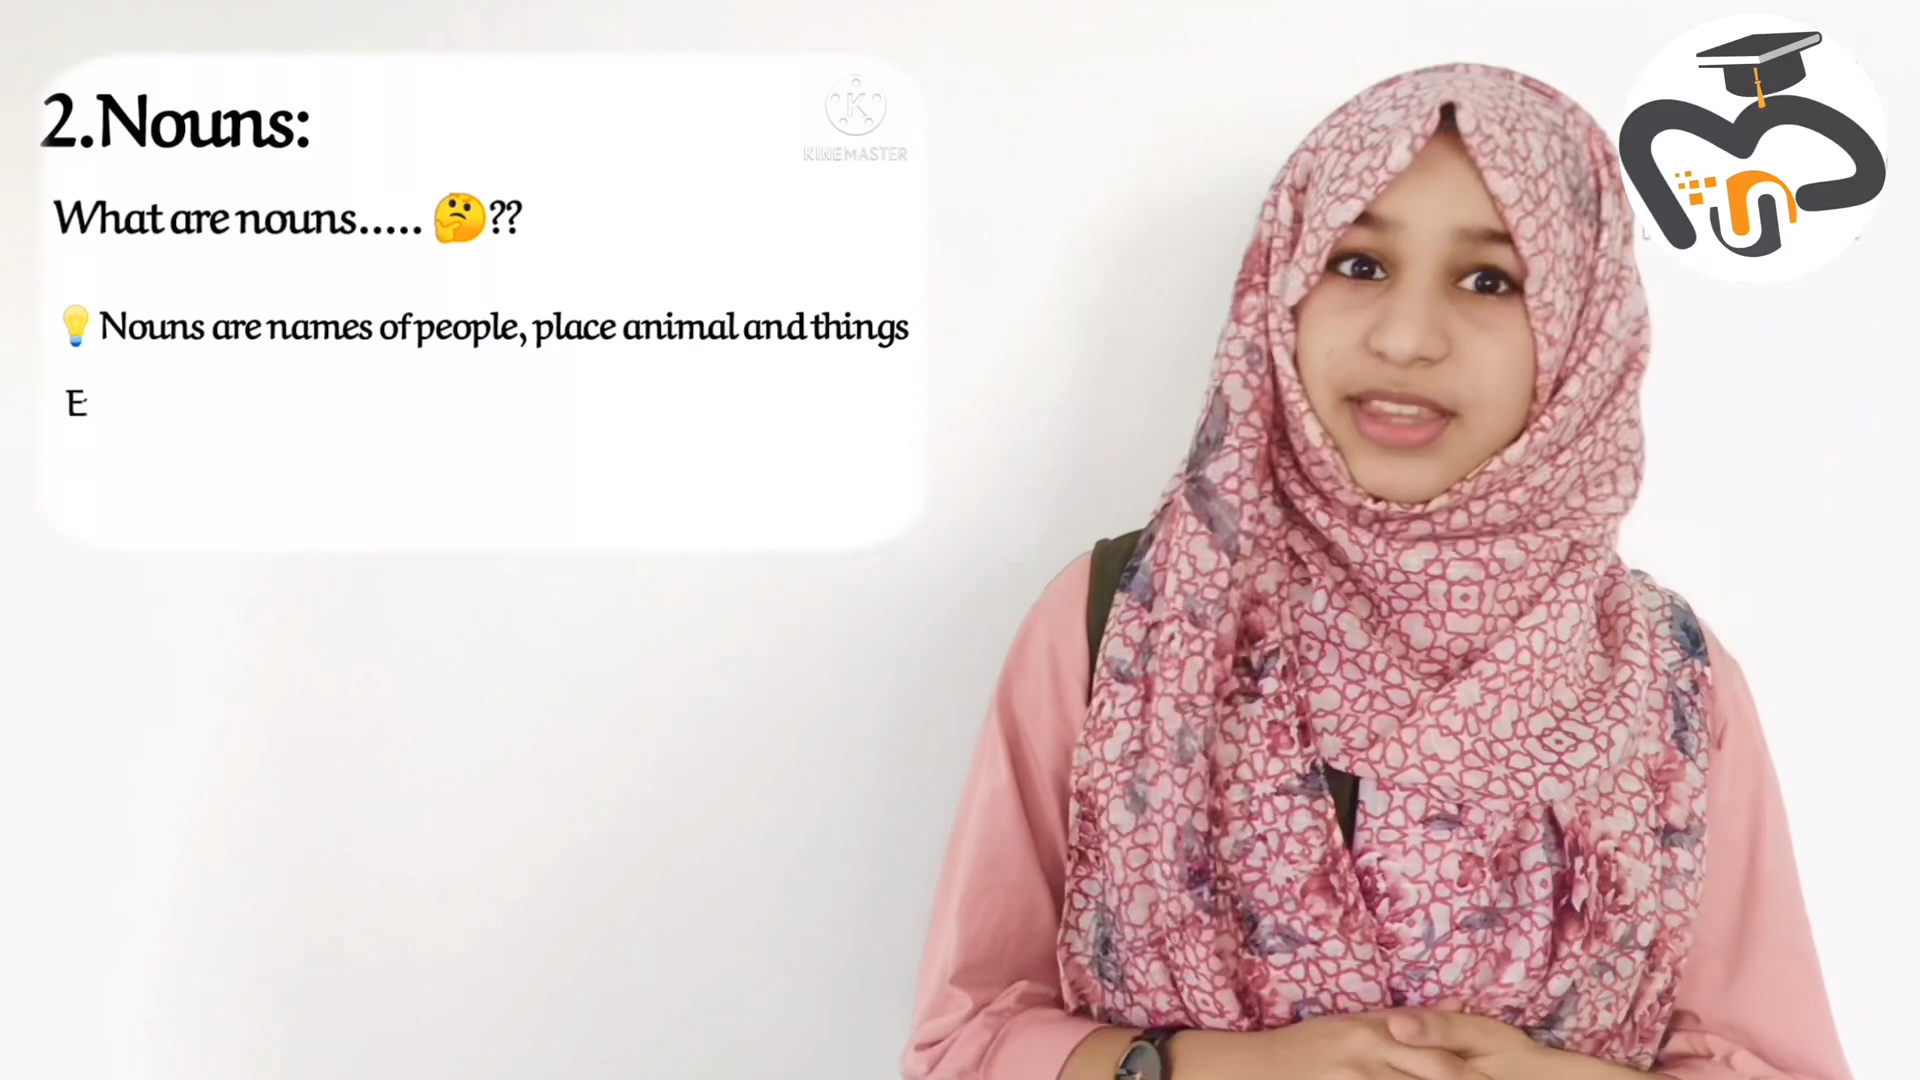 2.Nouns:
KINEMASTER
What are nouns..... 🤔??
💡Nouns are names of people, place animal and things
E